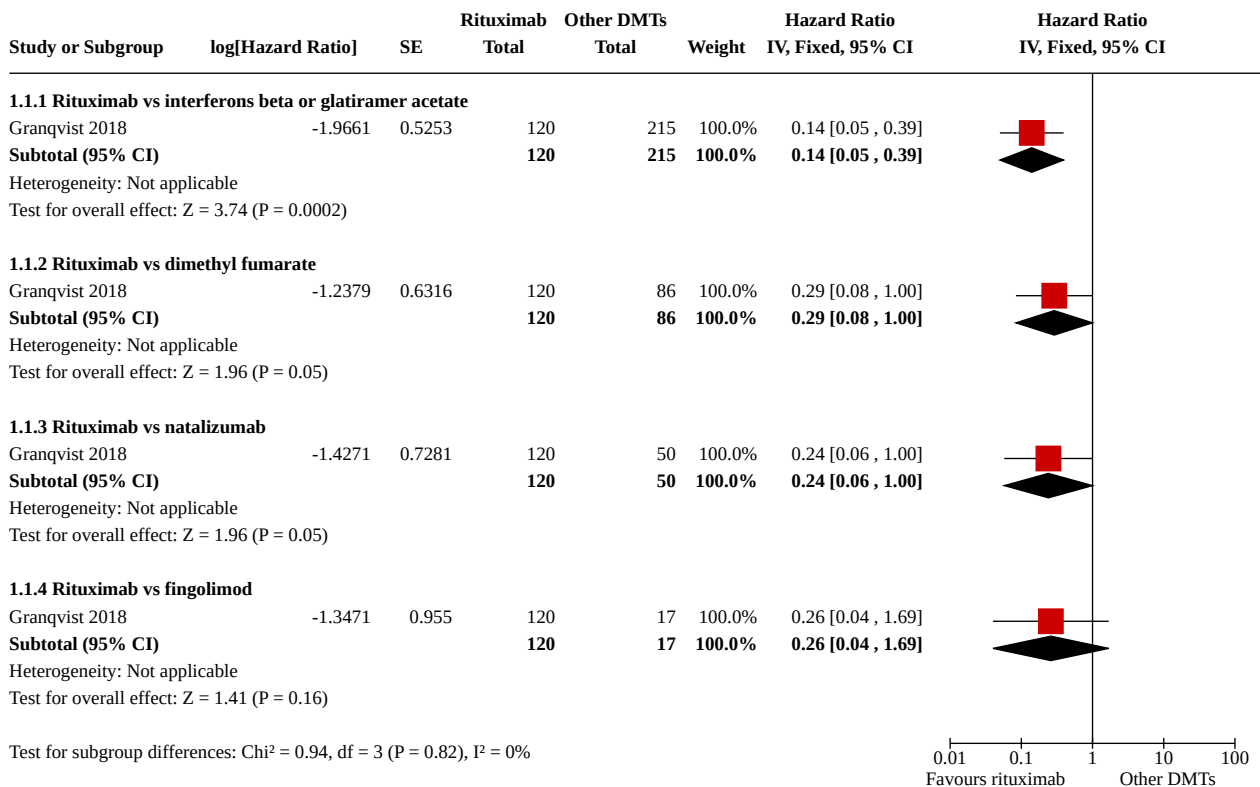 Rituximab Other DMTs Hazard Ratio Hazard Ratio
Study or Subgroup log[Hazard Ratio] SE Total Total Weight IV, Fixed, 95% CI IV, Fixed, 95% CI
1.1.1 Rituximab vs interferons beta or glatiramer acetate
Granqvist 2018 -1.9661 0.5253 120 215 100.0% 0.14 [0.05 , 0.39]
Subtotal (95% CI) 120 215 100.0% 0.14 [0.05 , 0.39]
Heterogeneity: Not applicable
Test for overall effect: Z = 3.74 (P = 0.0002)
1.1.2 Rituximab vs dimethyl fumarate
Granqvist 2018 -1.2379 0.6316 120 86 100.0% 0.29 [0.08 , 1.00]
Subtotal (95% CI) 120 86 100.0% 0.29 [0.08 , 1.00]
Heterogeneity: Not applicable
Test for overall effect: Z = 1.96 (P = 0.05)
1.1.3 Rituximab vs natalizumab
Granqvist 2018 -1.4271 0.7281 120 50 100.0% 0.24 [0.06 , 1.00]
Subtotal (95% CI) 120 50 100.0% 0.24 [0.06 , 1.00]
Heterogeneity: Not applicable
Test for overall effect: Z = 1.96 (P = 0.05)
1.1.4 Rituximab vs fingolimod
Granqvist 2018 -1.3471 0.955 120 17 100.0% 0.26 [0.04 , 1.69]
Subtotal (95% CI) 120 17 100.0% 0.26 [0.04 , 1.69]
Heterogeneity: Not applicable
Test for overall effect: Z = 1.41 (P = 0.16)
Test for subgroup differences: Chi² = 0.94, df = 3 (P = 0.82), I² = 0%
0.01 0.1 1 10 100
Favours rituximab Other DMTs